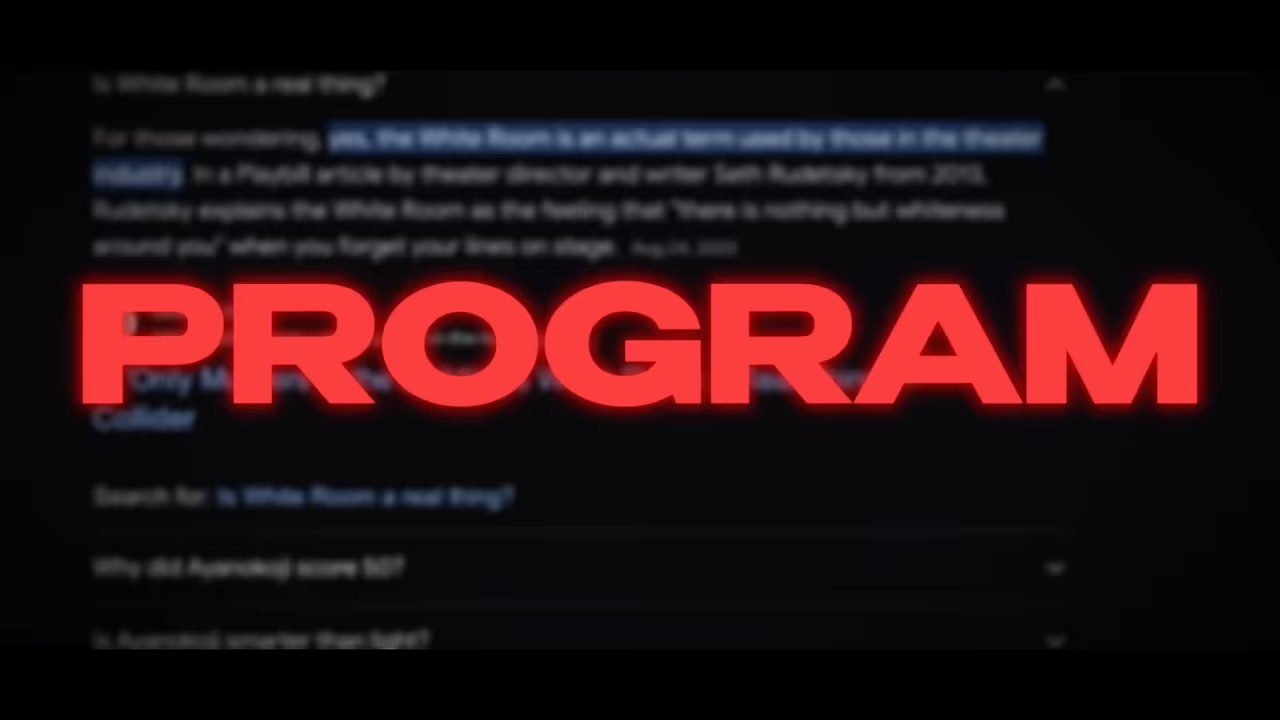 Is White Room a real thing?
For those wondering, yes, the White Room is an actual term used by those in the theater
industry. In a Playbill article by theater director and writer Seth Rudetsky from 2013,
Rudetsky explains the White Room as the feeling that "there is nothing but whiteness
around you" when you forget your lines on stage. Aug 24, 2023
PROGRAM
Only
Collider
Search for: Is White Room a real thing?
Why did Ayanokoji score 50?
Is Ayanokoji smarter than light?